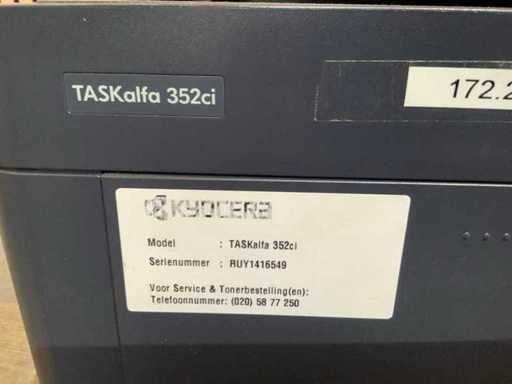 TASKalfa 352ci
172.2
KYOCERA
Model : TASKalfa 352ci
Serienummer : RUY1416549
Voor Service & Tonerbestelling(en):
Telefoonnummer: (020) 58 77 250